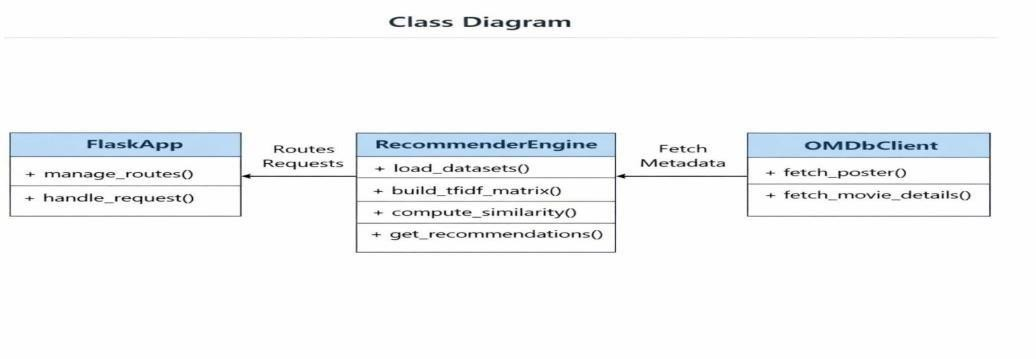 Class Diagram
FlaskApp
+ manage_routes()
+ handle_request()
Routes
Requests
RecommenderEngine
+ load_datasets()
+ build_tfidf_matrix()
+ compute_similarity()
+ get_recommendations()
Fetch
Metadata
OMDbClient
+ fetch_poster()
+ fetch_movie_details()